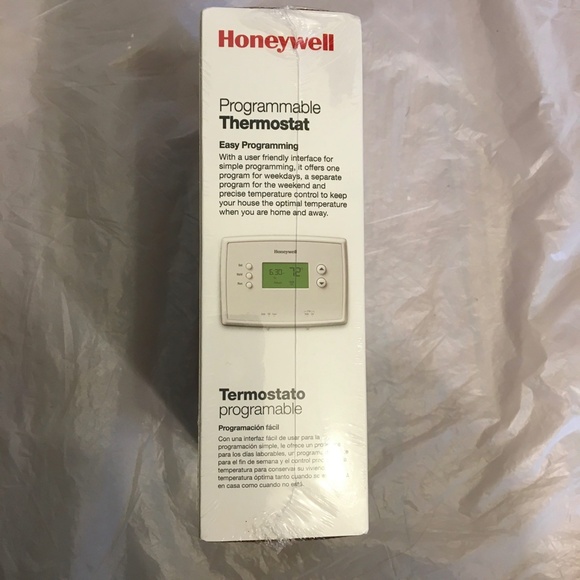 Honeywell
Programmable
Thermostat
Easy Programming
With a user friendly interface for
simple programming, it offers one
program for weekdays, a separate
program for the weekend and
precise temperature control to keep
your house the optimal temperature
when you are home and away.
Honeywell
6:30 72
Termostato
programable
Programación fácil
Con una interfaz fácil de usar para la
programación simple, le ofrece un
para los días laborables, un
para el fin de semana y el control
temperatura para conservar su
temperatura óptima tanto cuando
en casa como cuando no está.